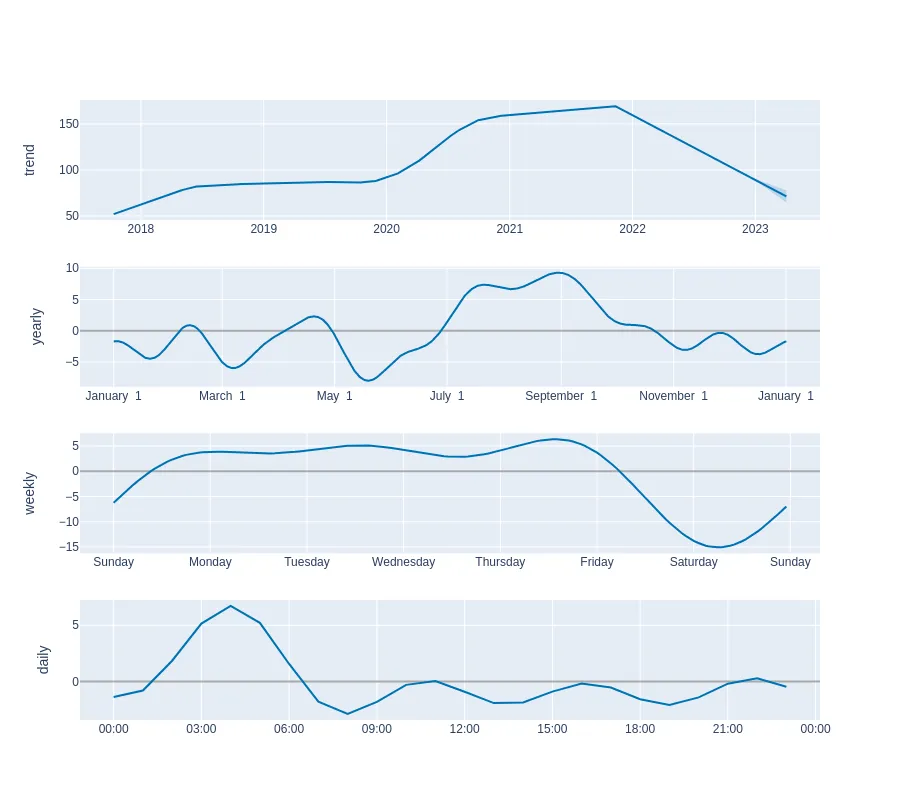 trend
150
100
50
2018 2019 2020 2021 2022 2023
yearly
10
5
0
−5
January 1 March 1 May 1 July 1 September 1 November 1 January 1
weekly
5
0
−5
−10
−15
Sunday Monday Tuesday Wednesday Thursday Friday Saturday Sunday
daily
5
0
00:00 03:00 06:00 09:00 12:00 15:00 18:00 21:00 00:00